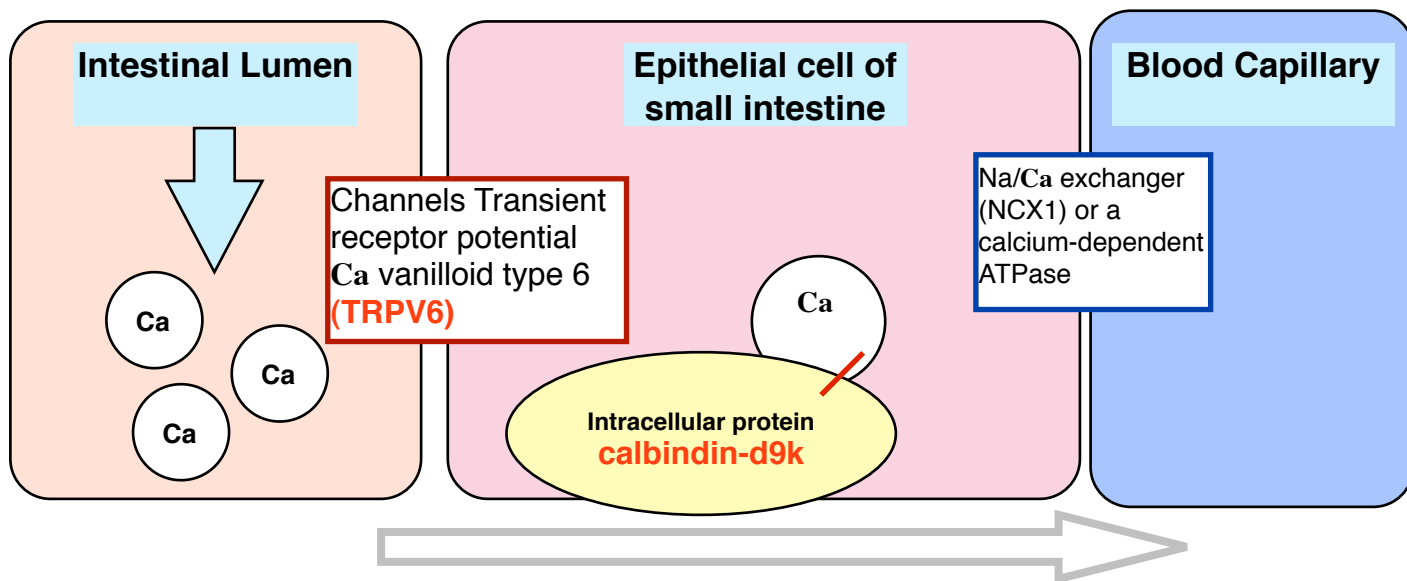 Intestinal Lumen
Ca
Ca
Ca
Channels Transient
receptor potential
Ca vanilloid type 6
(TRPV6)
Epithelial cell of
small intestine
Ca
Intracellular protein
calbindin-d9k
Na/Ca exchanger
(NCX1) or a
calcium-dependent
ATPase
Blood Capillary